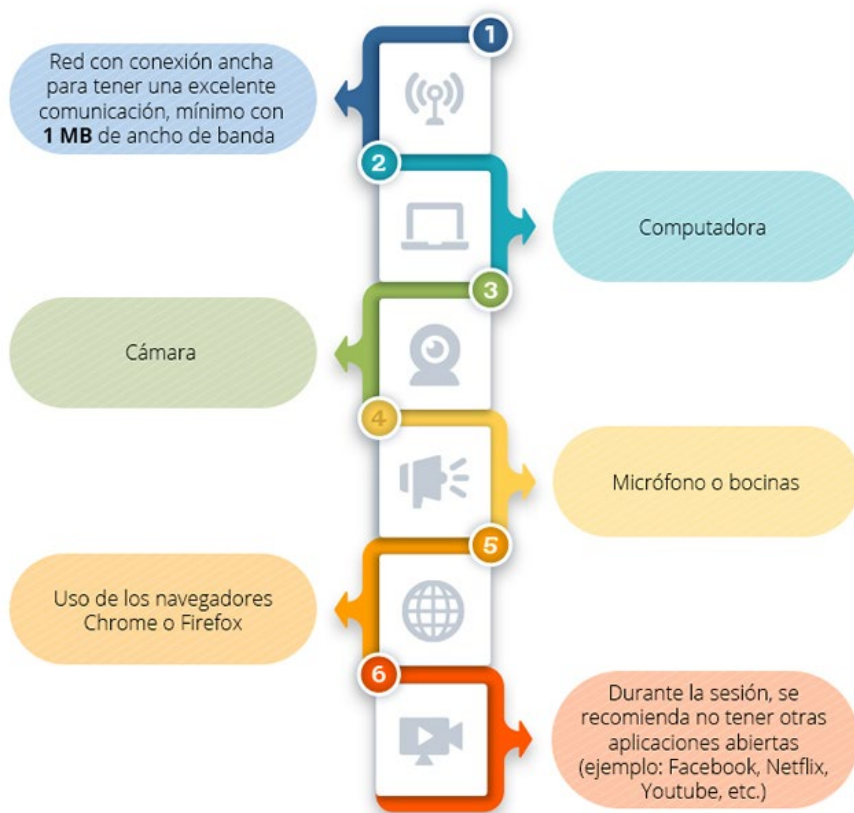 1
Red con conexión ancha
para tener una excelente
comunicación, mínimo con
1 MB de ancho de banda
2
Computadora
3
Cámara
4
Micrófono o bocinas
5
Uso de los navegadores
Chrome o Firefox
6
Durante la sesión, se
recomienda no tener otras
aplicaciones abiertas
(ejemplo: Facebook, Netflix,
Youtube, etc.)